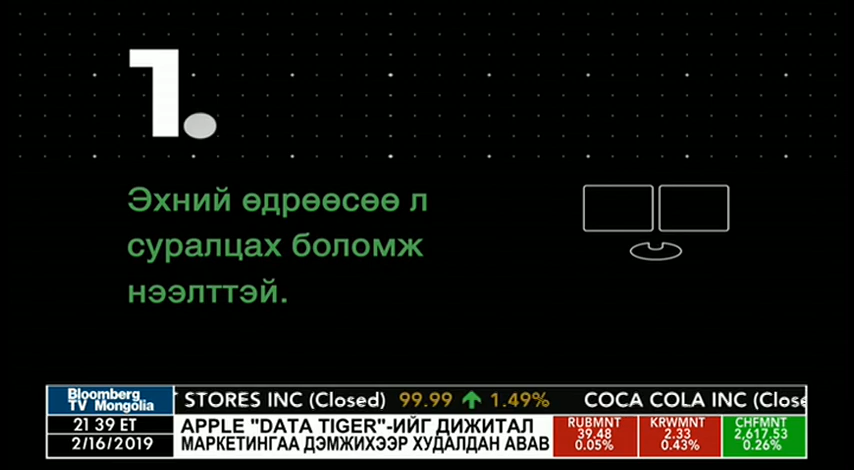 1.
Эхний өдрөөсөө л
суралцах боломж
нээлттэй.
Bloomberg
TV Mongolia
STORES INC (Closed) 99.99 1.49% COCA COLA INC (Close
21 39 ET
2/16/2019
APPLE "DATA TIGER"-ИЙГ ДИЖИТАЛ
МАРКЕТИНГАА ДЭМЖИХЭЭР ХУДАЛДАН АВАВ
RUBMNT
39.48
0.05%
KRWMNT
2.33
0.43%
CHFMNT
2,617.53
0.26%